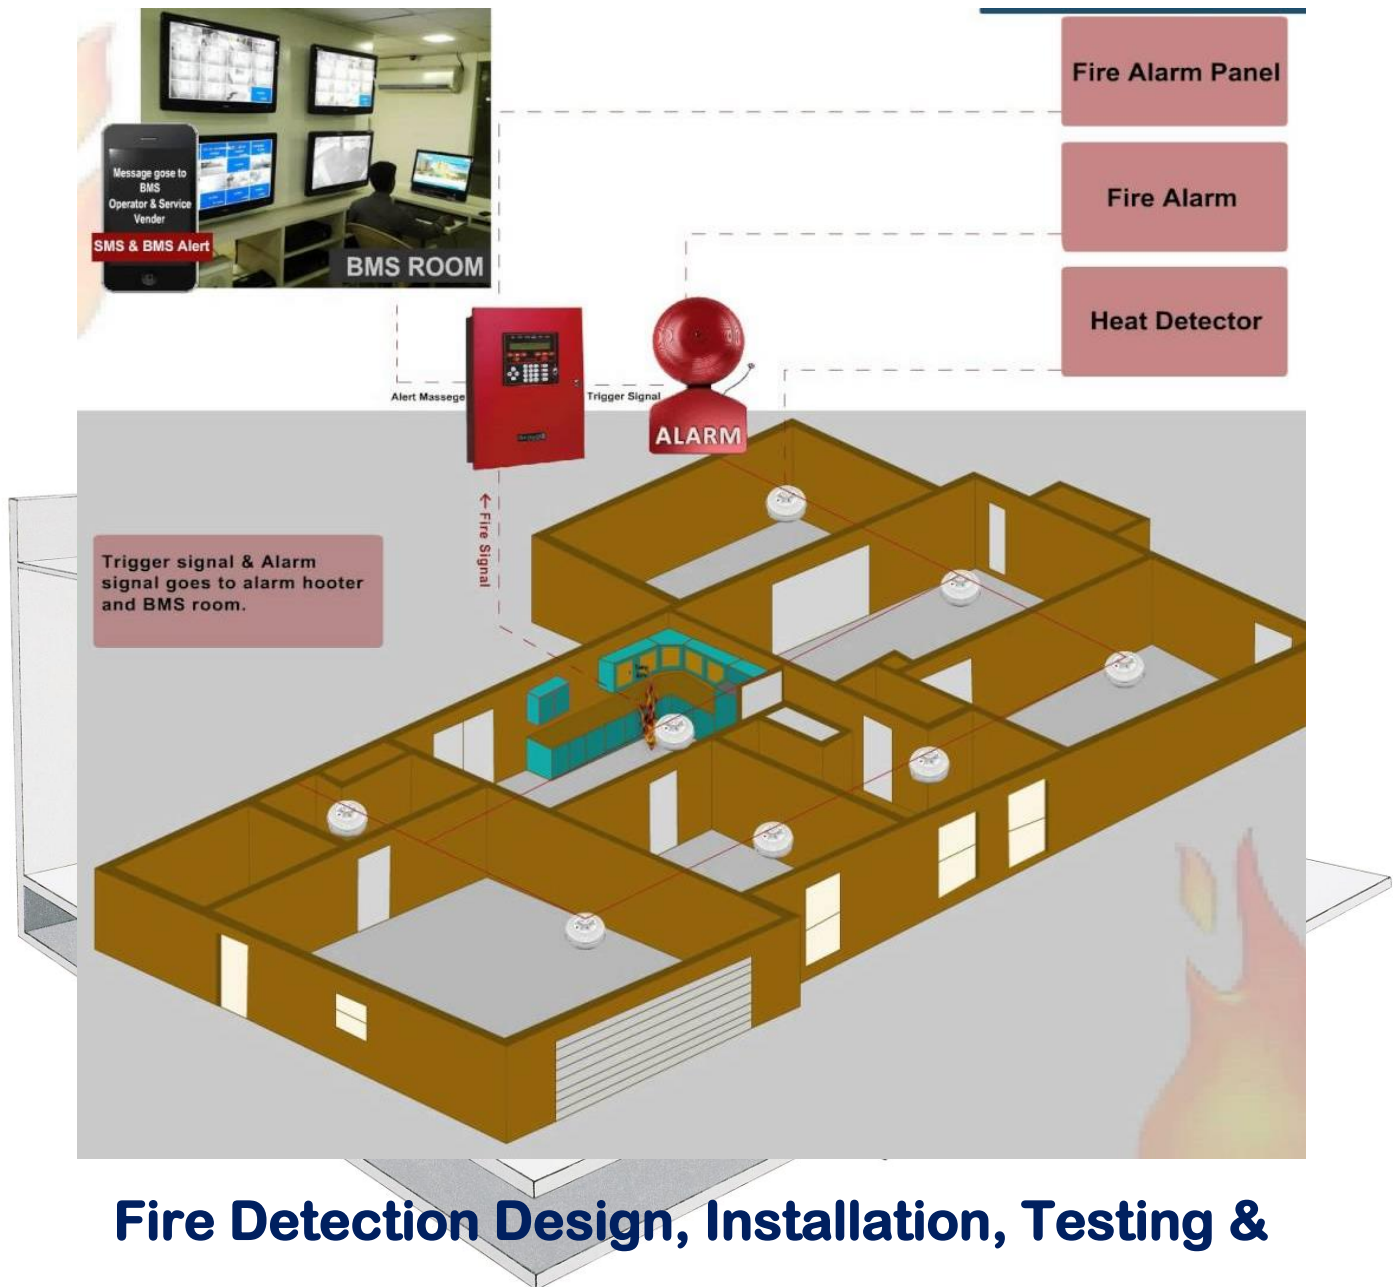 Fire Alarm Panel
Fire Alarm
Heat Detector
Message gose to
BMS
Operator & Service
Vender
SMS & BMS Alert
BMS ROOM
Alert Massege
Trigger Signal
ALARM
← Fire Signal
Trigger signal & Alarm
signal goes to alarm hooter
and BMS room.
Fire Detection Design, Installation, Testing &